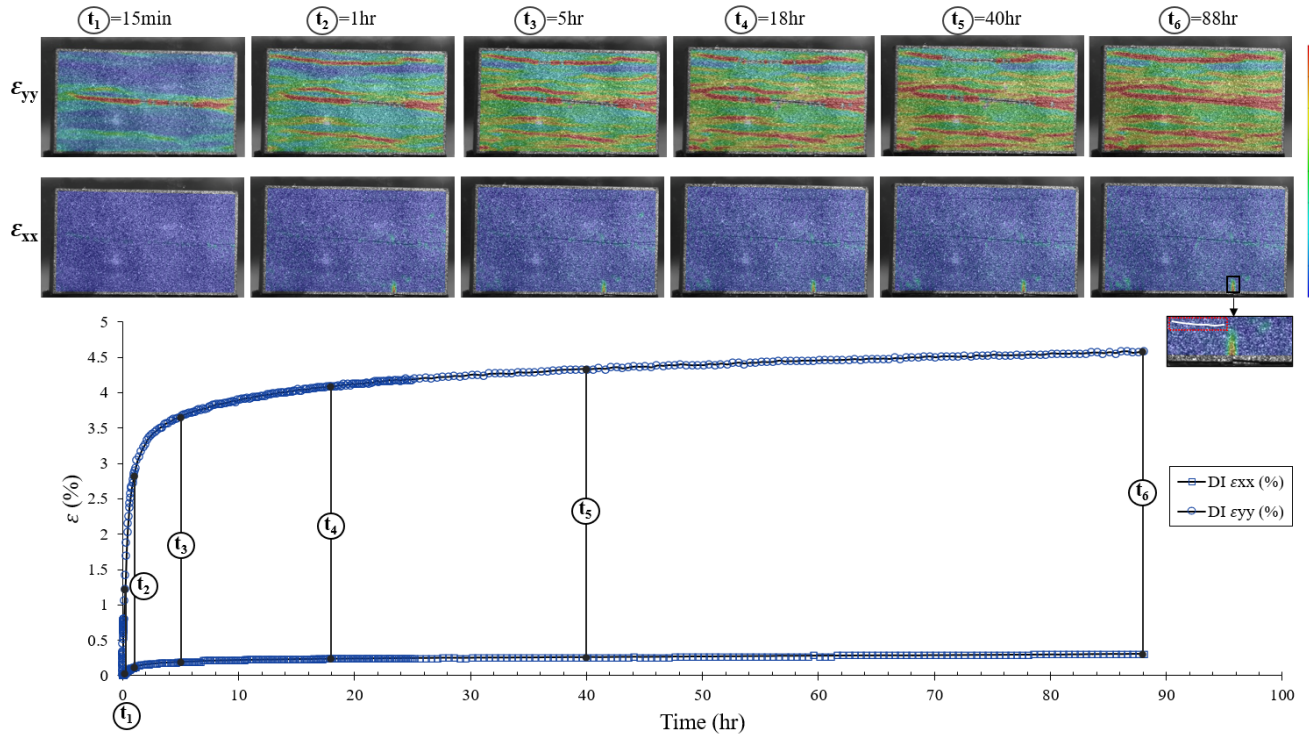 t₁=15min t₂=1hr t₃=5hr t₄=18hr t₅=40hr t₆=88hr
εyy
εxx
5
4.5
4
3.5
3
2.5
2
1.5
1
0.5
0
ε (%)
t₁
t₂
t₃
t₄
t₅
t₆
DI εxx (%)
DI εyy (%)
0 10 20 30 40 50 60 70 80 90 100
Time (hr)